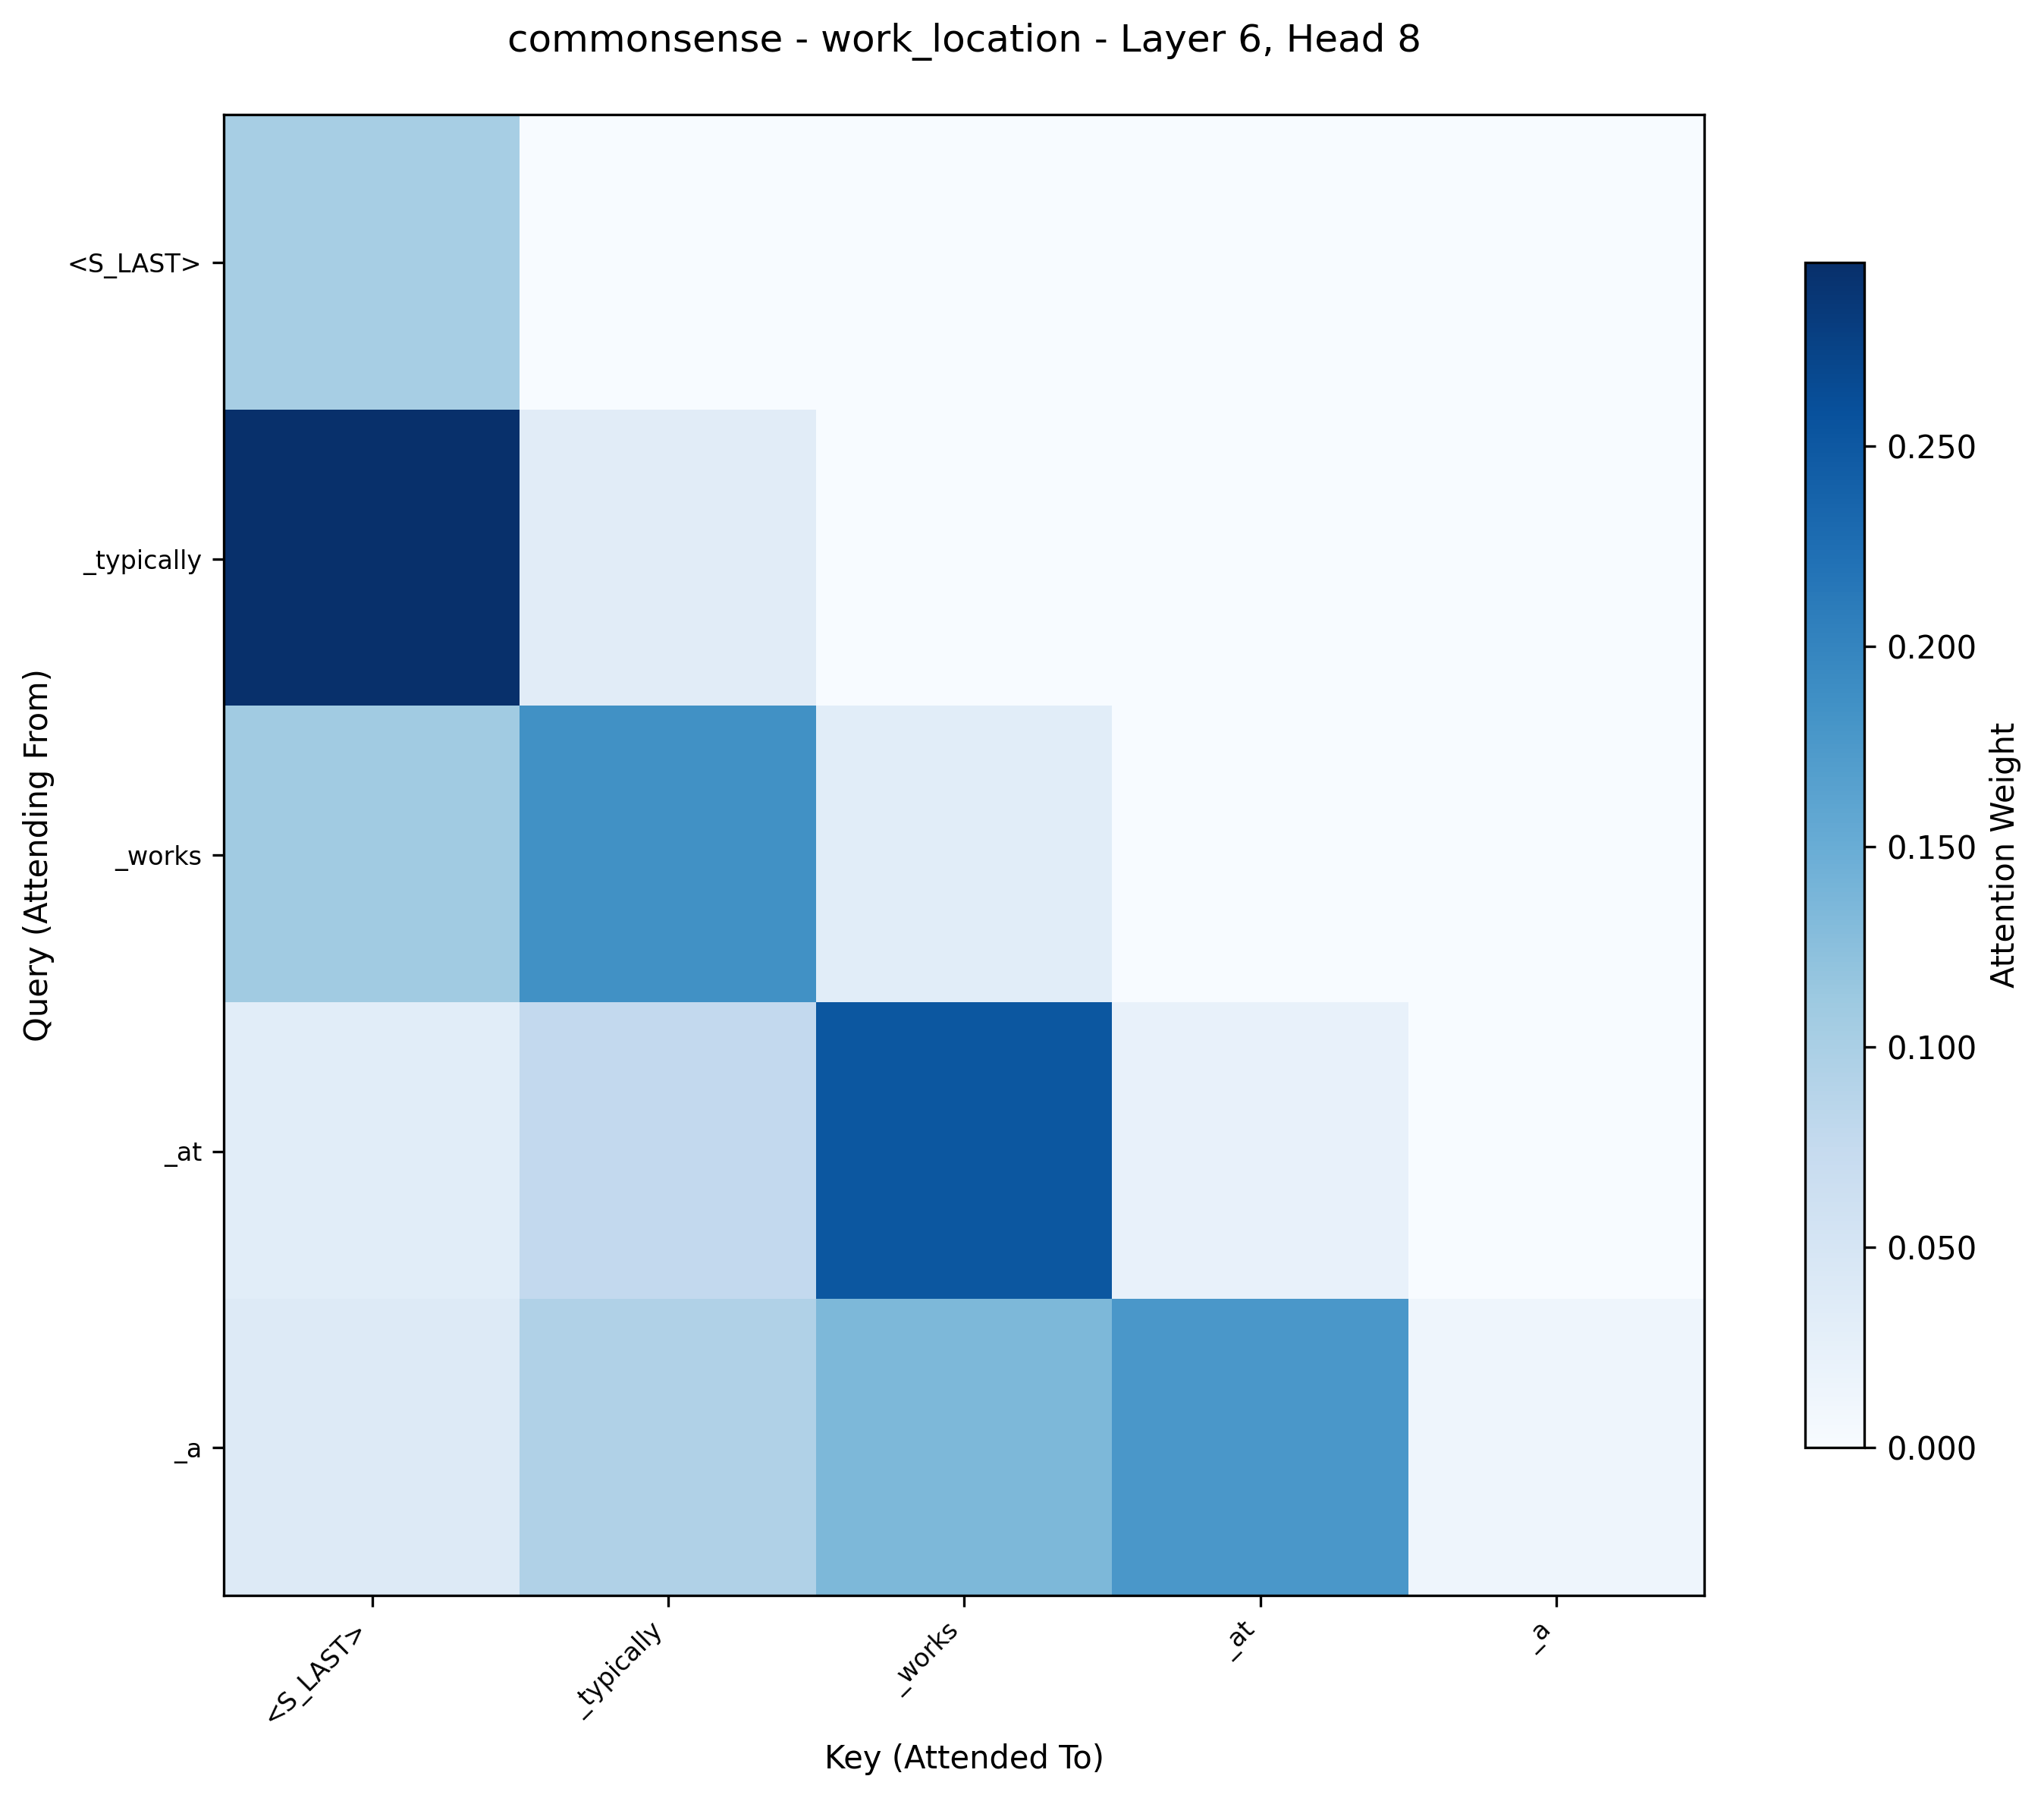 commonsense - work_location - Layer 6, Head 8
Query (Attending From)
<S_LAST>
_typically
_works
_at
_a
<S_LAST>
_typically
_works
_at
_a
Key (Attended To)
0.250
0.200
0.150
0.100
0.050
0.000
Attention Weight